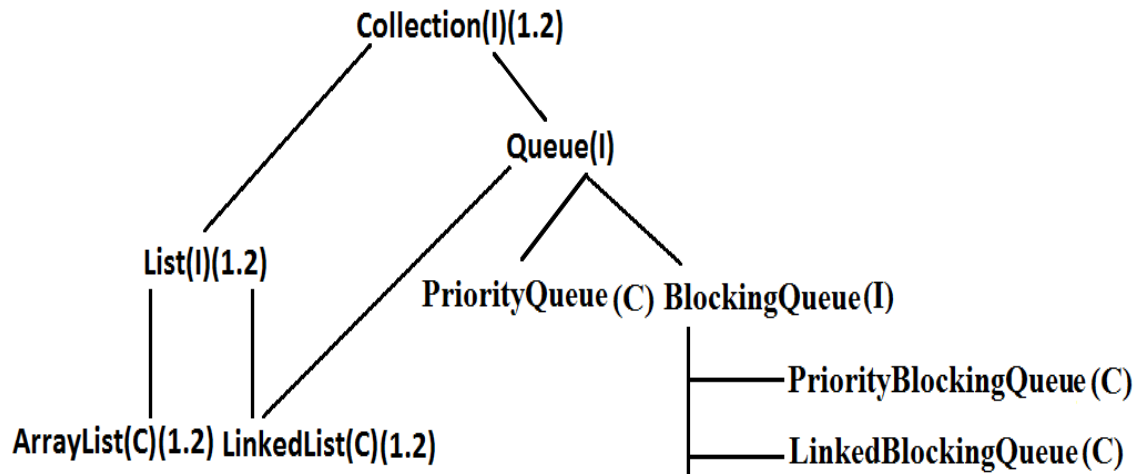 Collection(I)(1.2)
Queue(I)
List(I)(1.2)
PriorityQueue (C) BlockingQueue(I)
PriorityBlockingQueue (C)
ArrayList(C)(1.2) LinkedList(C)(1.2)
LinkedBlockingQueue (C)